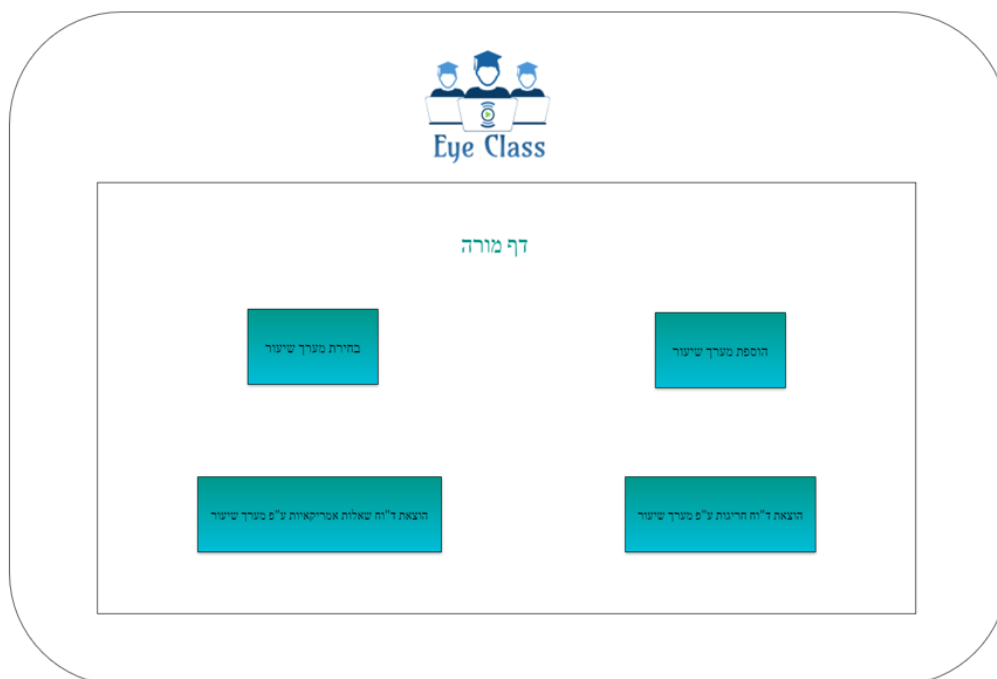 Eye Class
דף מורה
הוספת מערך שיעור
בחירת מערך שיעור
הוצאת ד"וח חריגות ע"פ מערך שיעור
הוצאת ד"וח שאלות אמריקאיות ע"פ מערך שיעור